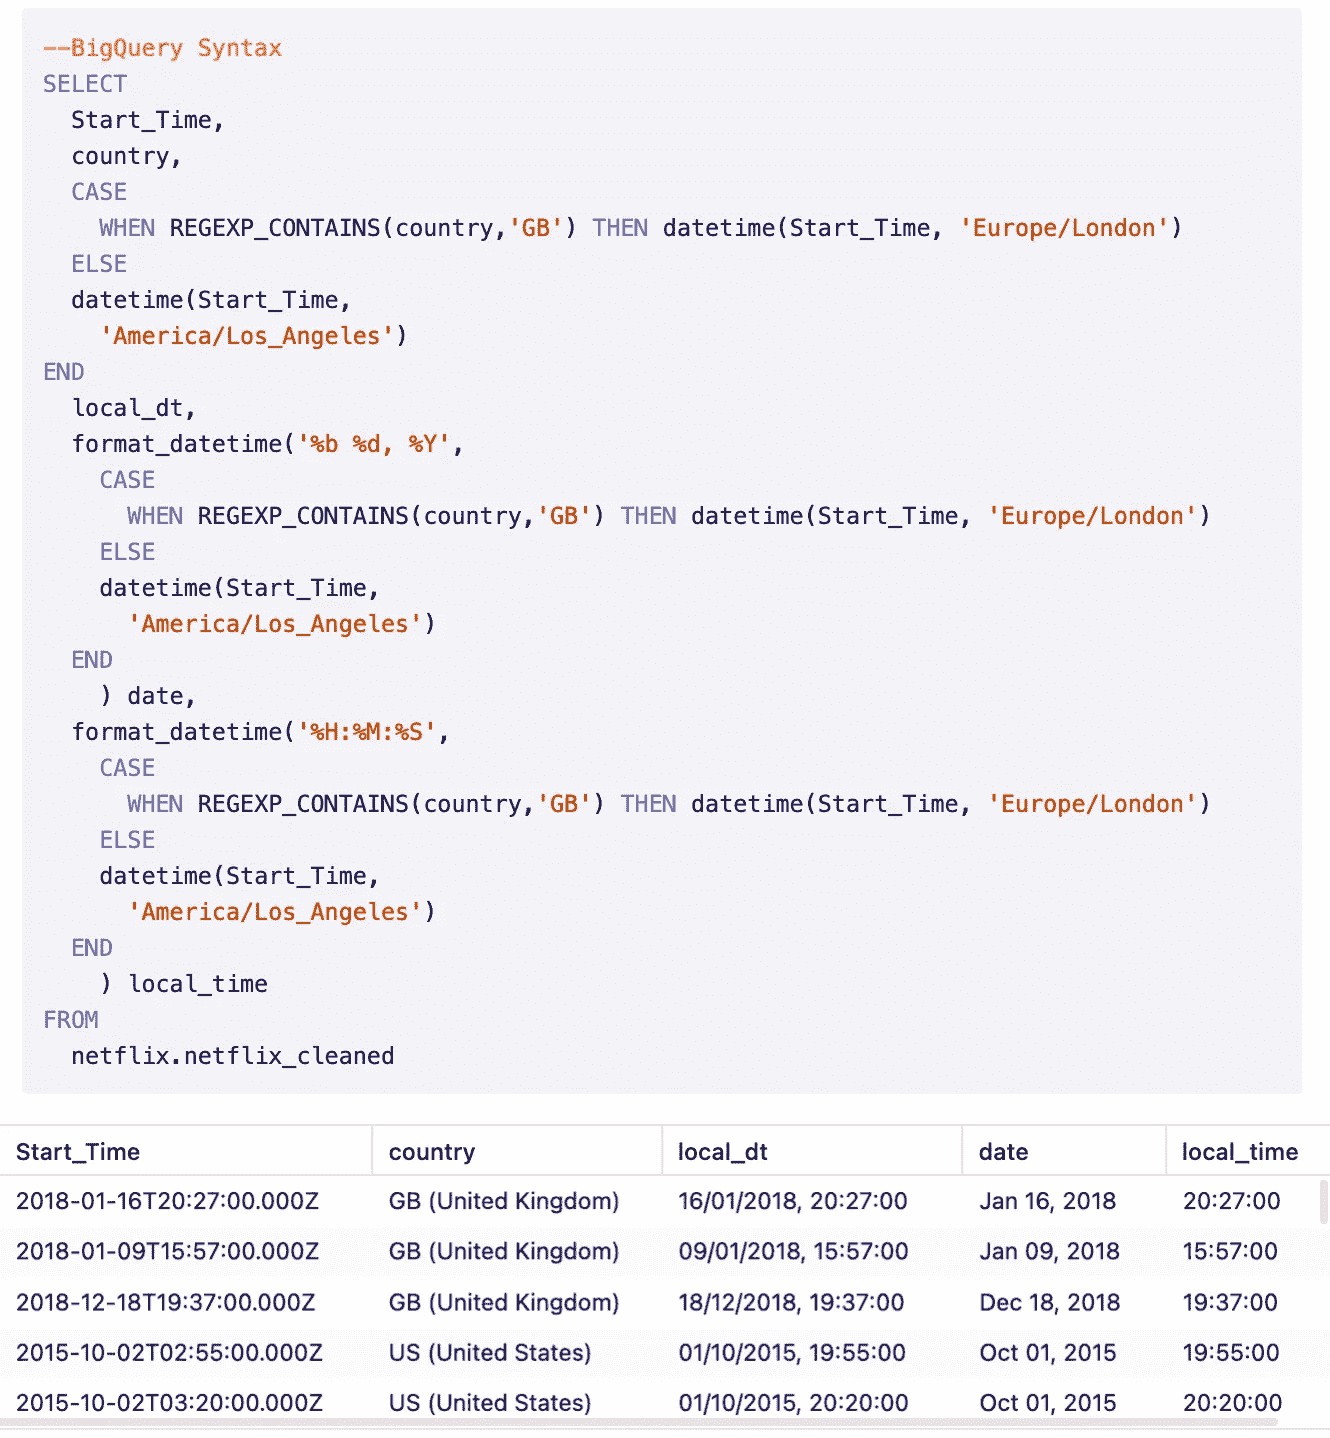 --BigQuery Syntax
SELECT
  Start_Time,
  country,
  CASE
    WHEN REGEXP_CONTAINS(country,'GB') THEN datetime(Start_Time, 'Europe/London')
  ELSE
  datetime(Start_Time,
    'America/Los_Angeles')
END
  local_dt,
  format_datetime('%b %d, %Y',
    CASE
      WHEN REGEXP_CONTAINS(country,'GB') THEN datetime(Start_Time, 'Europe/London')
    ELSE
    datetime(Start_Time,
      'America/Los_Angeles')
  END
    ) date,
  format_datetime('%H:%M:%S',
    CASE
      WHEN REGEXP_CONTAINS(country,'GB') THEN datetime(Start_Time, 'Europe/London')
    ELSE
    datetime(Start_Time,
      'America/Los_Angeles')
  END
    ) local_time
FROM
  netflix.netflix_cleaned
Start_Time country local_dt date local_time
2018-01-16T20:27:00.000Z GB (United Kingdom) 16/01/2018, 20:27:00 Jan 16, 2018 20:27:00
2018-01-09T15:57:00.000Z GB (United Kingdom) 09/01/2018, 15:57:00 Jan 09, 2018 15:57:00
2018-12-18T19:37:00.000Z GB (United Kingdom) 18/12/2018, 19:37:00 Dec 18, 2018 19:37:00
2015-10-02T02:55:00.000Z US (United States) 01/10/2015, 19:55:00 Oct 01, 2015 19:55:00
2015-10-02T03:20:00.000Z US (United States) 01/10/2015, 20:20:00 Oct 01, 2015 20:20:00